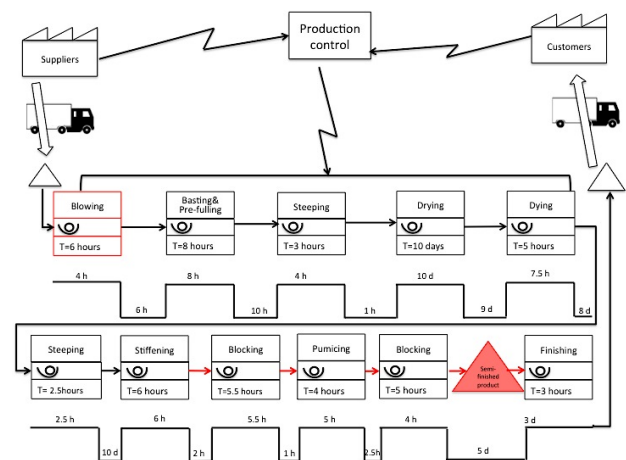 Production
control
Suppliers
Customers
Blowing
T=6 hours
Basting&
Pre-fulling
T=8 hours
Steeping
T=3 hours
Drying
T=10 days
Dying
T=5 hours
4 h
8 h
4 h
10 d
7.5 h
6 h
10 h
1 h
9 d
8 d
Steeping
T= 2.5hours
Stiffening
T=6 hours
Blocking
T=5.5 hours
Pumicing
T=4 hours
Blocking
T=5 hours
Semi-
finished
product
Finishing
T=3 hours
2.5 h
6 h
5.5 h
5 h
4 h
3 d
10 d
2 h
1 h
2.5h
5 d